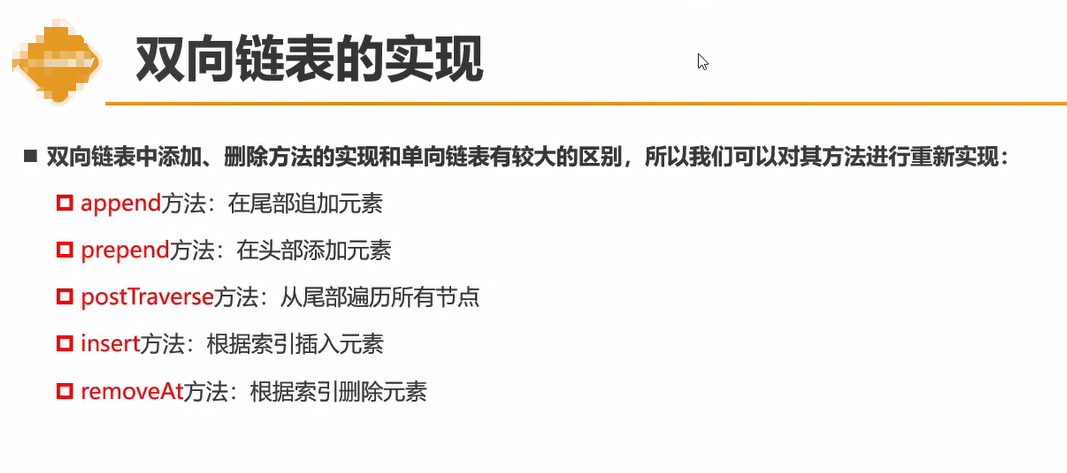 双向链表的实现
双向链表中添加、删除方法的实现和单向链表有较大的区别，所以我们可以对其方法进行重新实现：
append方法：在尾部追加元素
prepend方法：在头部添加元素
postTraverse方法：从尾部遍历所有节点
insert方法：根据索引插入元素
removeAt方法：根据索引删除元素